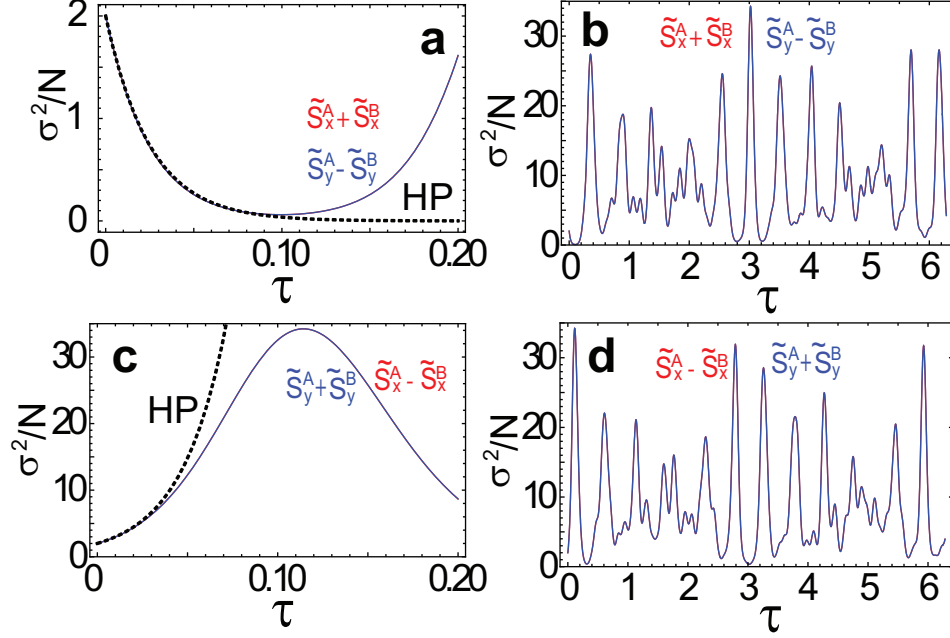 a
σ²/N
2
1
0
S̃ₓᴬ+ S̃ₓᴮ
S̃ᵧᴬ− S̃ᵧᴮ
HP
0 0.10 0.20
τ
b
σ²/N
30
20
10
0
S̃ₓᴬ+ S̃ₓᴮ S̃ᵧᴬ− S̃ᵧᴮ
0 1 2 3 4 5 6
τ
c
σ²/N
30
20
10
0
HP
S̃ᵧᴬ+ S̃ᵧᴮ S̃ₓᴬ− S̃ₓᴮ
0 0.10 0.20
τ
d
σ²/N
30
20
10
0
S̃ₓᴬ− S̃ₓᴮ S̃ᵧᴬ+ S̃ᵧᴮ
0 1 2 3 4 5 6
τ